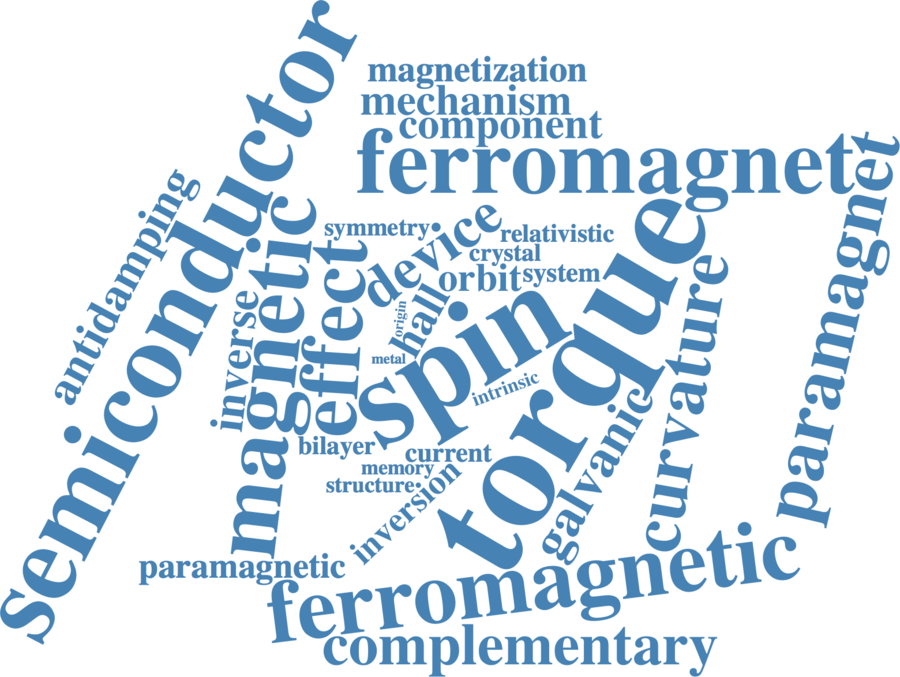 semiconductor
magnetization
mechanism
component
ferromagnet
antidamping
symmetry
device
relativistic
crystal
orbit
system
paramagnet
magnetic
inverse
effect
origin
hall
metal
spin
intrinsic
torque
curvature
galvanic
bilayer
current
memory
structure
inversion
paramagnetic
ferromagnetic
complementary